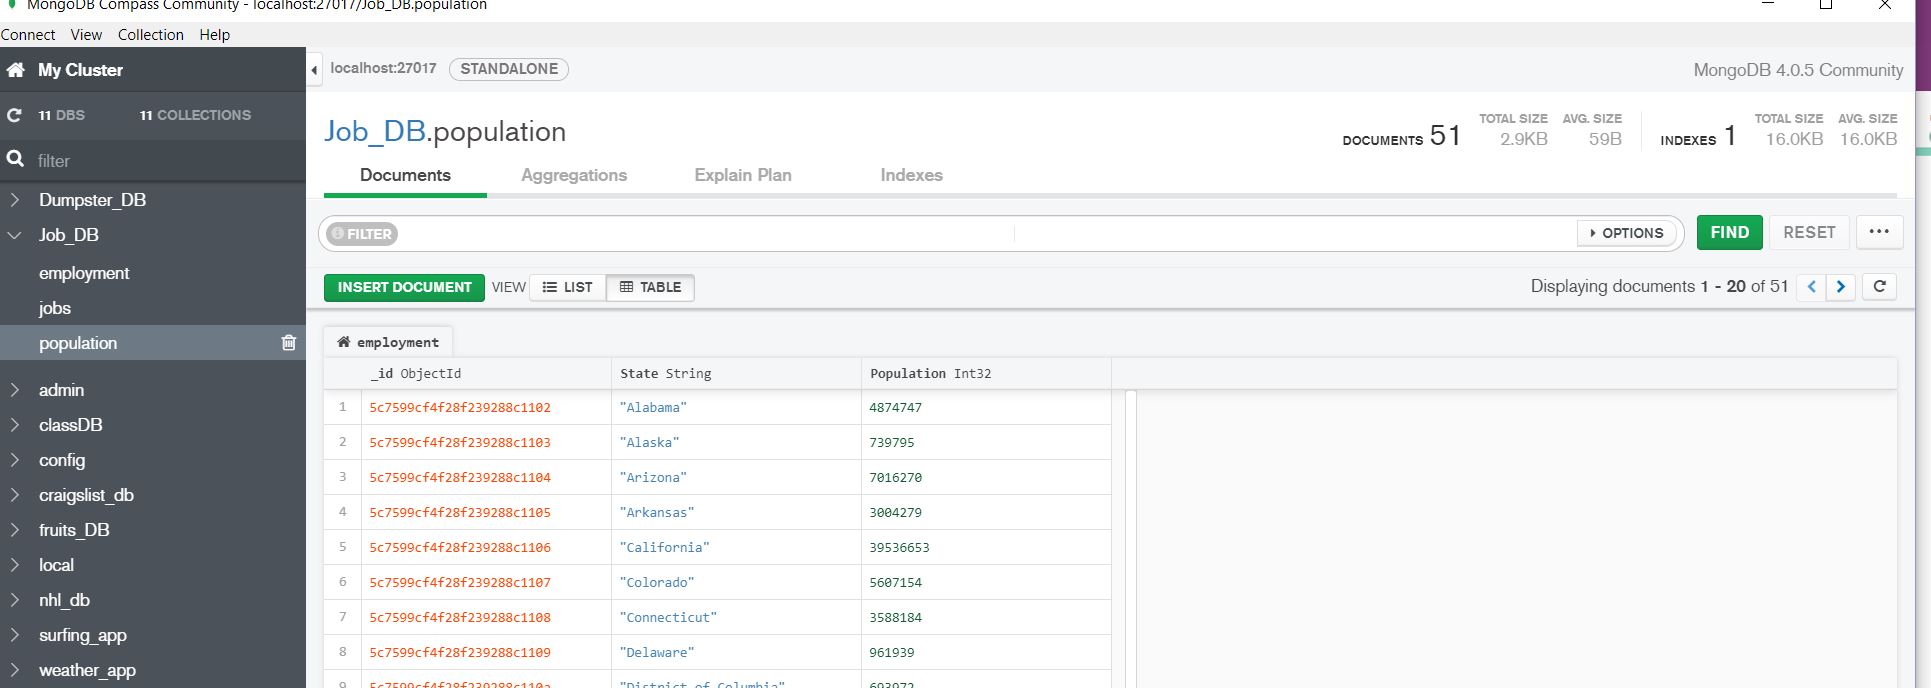 MongoDB Compass Community - localhost:27017/Job_DB.population
Connect View Collection Help
My Cluster
11 DBS 11 COLLECTIONS
filter
Dumpster_DB
Job_DB
employment
jobs
population
admin
classDB
config
craigslist_db
fruits_DB
local
nhl_db
surfing_app
weather_app
localhost:27017 STANDALONE MongoDB 4.0.5 Community
Job_DB.population
DOCUMENTS 51 TOTAL SIZE 2.9KB AVG. SIZE 59B INDEXES 1 TOTAL SIZE 16.0KB AVG. SIZE 16.0KB
Documents Aggregations Explain Plan Indexes
FILTER OPTIONS FIND RESET ...
INSERT DOCUMENT VIEW LIST TABLE Displaying documents 1 - 20 of 51
employment
_id ObjectId State String Population Int32
1 5c7599cf4f28f239288c1102 "Alabama" 4874747
2 5c7599cf4f28f239288c1103 "Alaska" 739795
3 5c7599cf4f28f239288c1104 "Arizona" 7016270
4 5c7599cf4f28f239288c1105 "Arkansas" 3004279
5 5c7599cf4f28f239288c1106 "California" 39536653
6 5c7599cf4f28f239288c1107 "Colorado" 5607154
7 5c7599cf4f28f239288c1108 "Connecticut" 3588184
8 5c7599cf4f28f239288c1109 "Delaware" 961939
9 5c7599cf4f28f239288c110a "District of Columbia" 693972